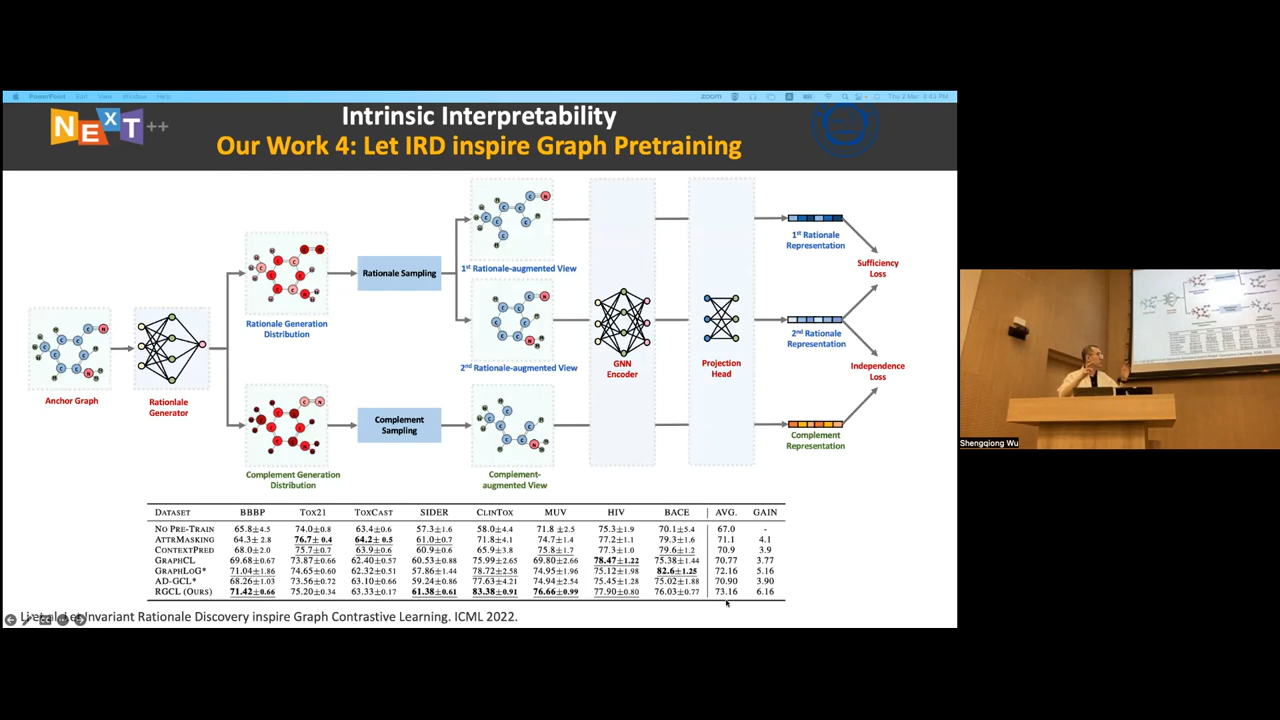 PowerPoint Edit View Window Help
zoom Thu 2 Mar 4:43 PM
NExT++
Intrinsic Interpretability
Our Work 4: Let IRD inspire Graph Pretraining
Anchor Graph
Rationlale Generator
Rationale Generation Distribution
Rationale Sampling
1st Rationale-augmented View
2nd Rationale-augmented View
Complement Generation Distribution
Complement Sampling
Complement-augmented View
GNN Encoder
Projection Head
1st Rationale Representation
2nd Rationale Representation
Complement Representation
Sufficiency Loss
Independence Loss
DATASET BBBP TOX21 TOXCAST SIDER CLINTOX MUV HIV BACE AVG. GAIN
NO PRE-TRAIN 65.8±4.5 74.0±0.8 63.4±0.6 57.3±1.6 58.0±4.4 71.8 ±2.5 75.3±1.9 70.1±5.4 67.0 -
ATTRMASKING 64.3± 2.8 76.7± 0.4 64.2± 0.5 61.0±0.7 71.8±4.1 74.7±1.4 77.2±1.1 79.3±1.6 71.1 4.1
CONTEXTPRED 68.0±2.0 75.7±0.7 63.9±0.6 60.9±0.6 65.9±3.8 75.8±1.7 77.3±1.0 79.6±1.2 70.9 3.9
GRAPHCL 69.68±0.67 73.87±0.66 62.40±0.57 60.53±0.88 75.99±2.65 69.80±2.66 78.47±1.22 75.38±1.44 70.77 3.77
GRAPHLOG* 71.04±1.86 74.65±0.60 62.32±0.51 57.86±1.44 78.72±2.58 74.95±1.96 75.12±1.98 82.6±1.25 72.16 5.16
AD-GCL* 68.26±1.03 73.56±0.72 63.10±0.66 59.24±0.86 77.63±4.21 74.94±2.54 75.45±1.28 75.02±1.88 70.90 3.90
RGCL (OURS) 71.42±0.66 75.20±0.34 63.33±0.17 61.38±0.61 83.38±0.91 76.66±0.99 77.90±0.80 76.03±0.77 73.16 6.16
Invariant Rationale Discovery inspire Graph Contrastive Learning. ICML 2022.
Shengqiong Wu